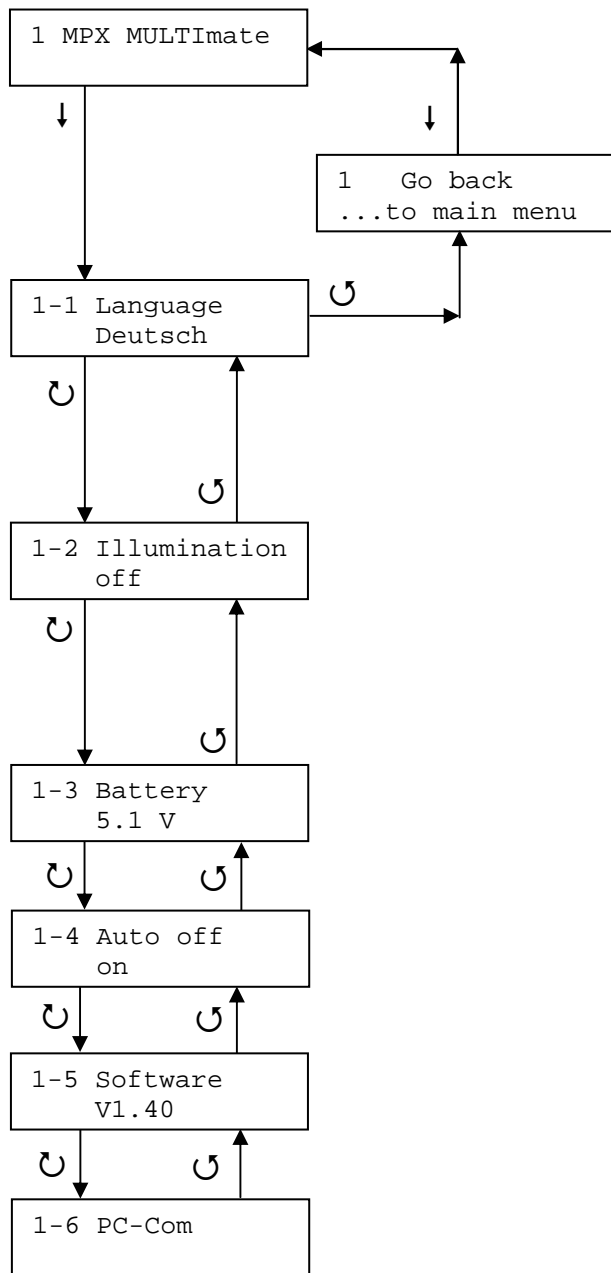 1 MPX MULTImate
1   Go back
...to main menu
1-1 Language
Deutsch
1-2 Illumination
off
1-3 Battery
5.1 V
1-4 Auto off
on
1-5 Software
V1.40
1-6 PC-Com